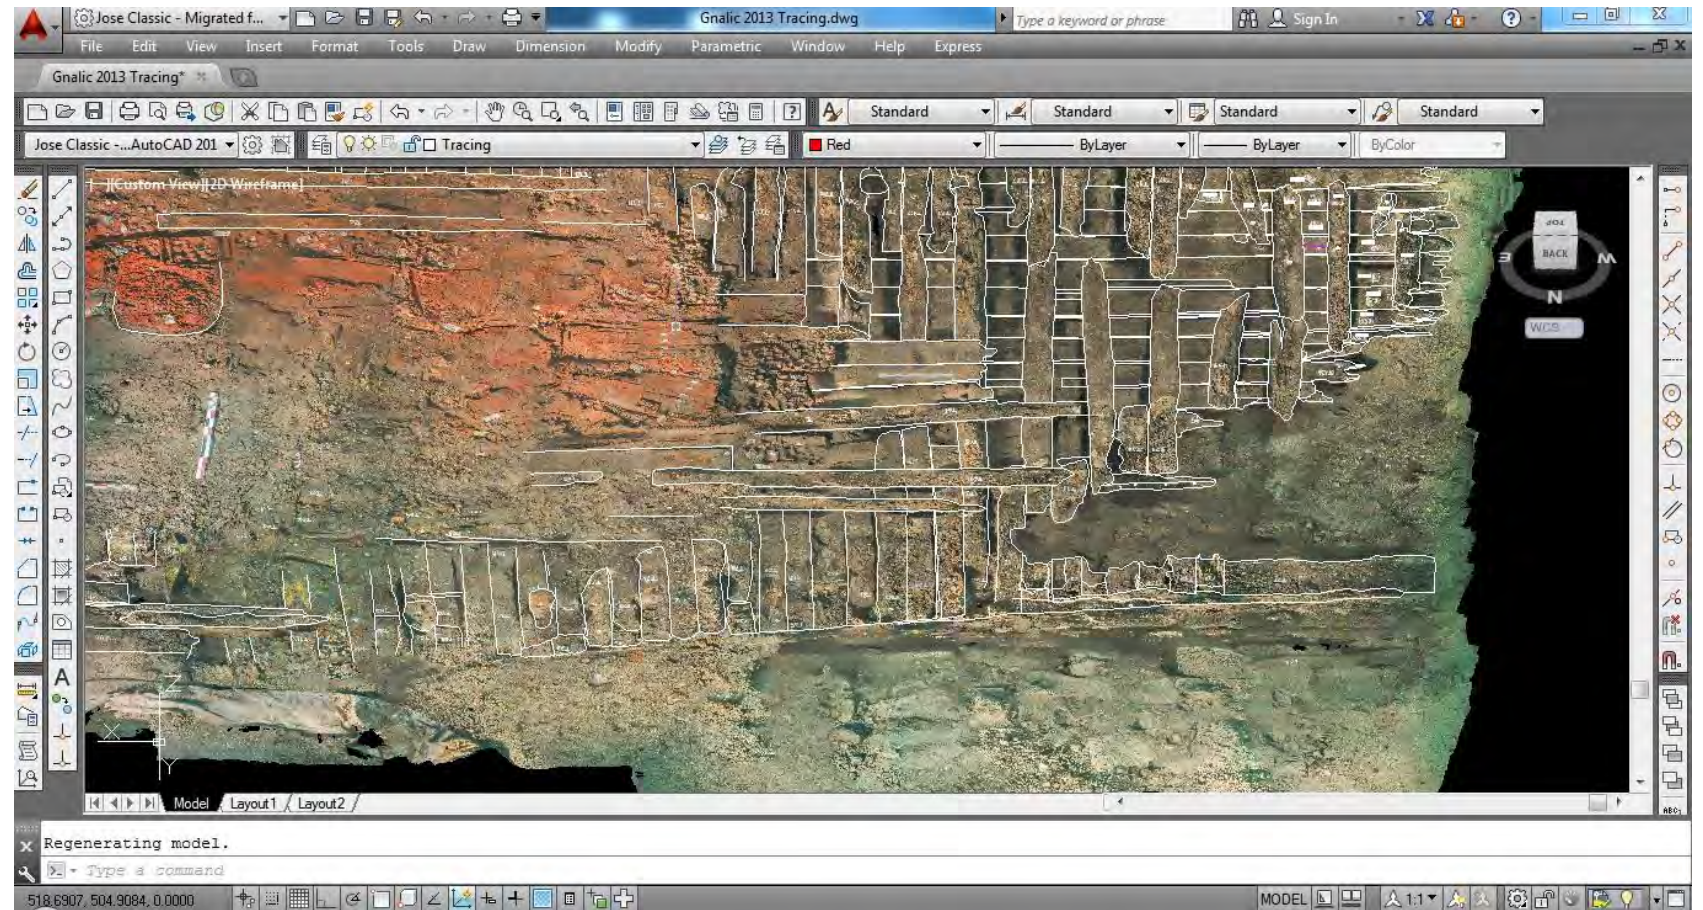 Jose Classic - Migrated f...
Gnalic 2013 Tracing.dwg
Type a keyword or phrase
Sign In
File Edit View Insert Format Tools Draw Dimension Modify Parametric Window Help Express
Gnalic 2013 Tracing*
Standard Standard Standard Standard
Jose Classic -...AutoCAD 201 Tracing Red ByLayer ByLayer ByColor
][Custom View][2D Wireframe]
TOP
BACK
E W
N
WCS
Z
X
Y
A
ABC
Model Layout1 Layout2
Regenerating model.
Type a command
518.6907, 504.9084, 0.0000
MODEL 1:1